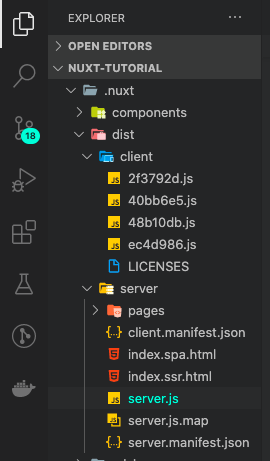 EXPLORER
OPEN EDITORS
NUXT-TUTORIAL
.nuxt
components
dist
client
2f3792d.js
40bb6e5.js
48b10db.js
ec4d986.js
LICENSES
server
pages
client.manifest.json
index.spa.html
index.ssr.html
server.js
server.js.map
server.manifest.json
18